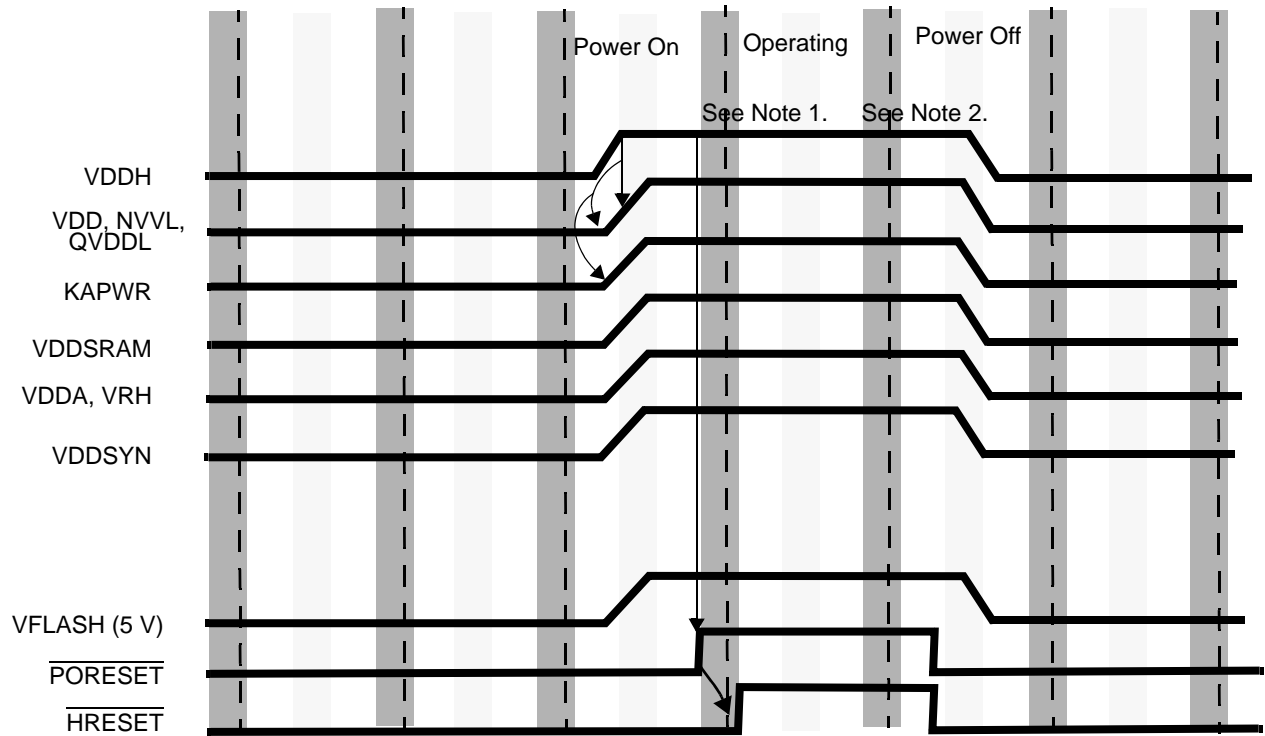 Power On
Operating
Power Off
See Note 1.
See Note 2.
VDDH
VDD, NVVL,
QVDDL
KAPWR
VDDSRAM
VDDA, VRH
VDDSYN
VFLASH (5 V)
PORESET
HRESET